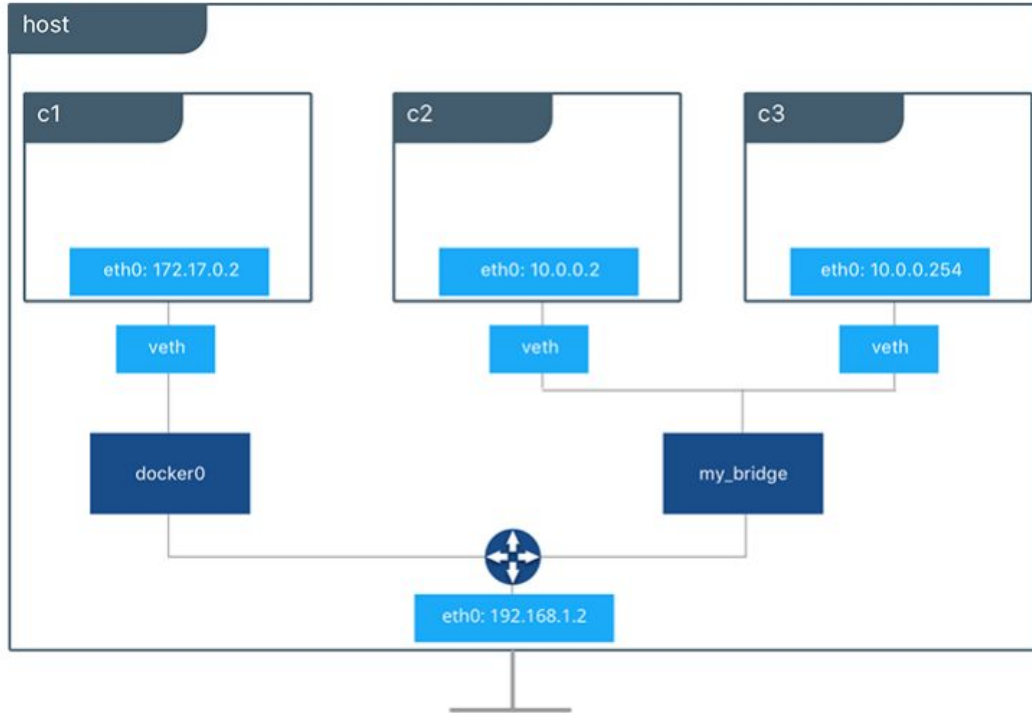 host
c1
c2
c3
eth0: 172.17.0.2
eth0: 10.0.0.2
eth0: 10.0.0.254
veth
veth
veth
docker0
my_bridge
eth0: 192.168.1.2